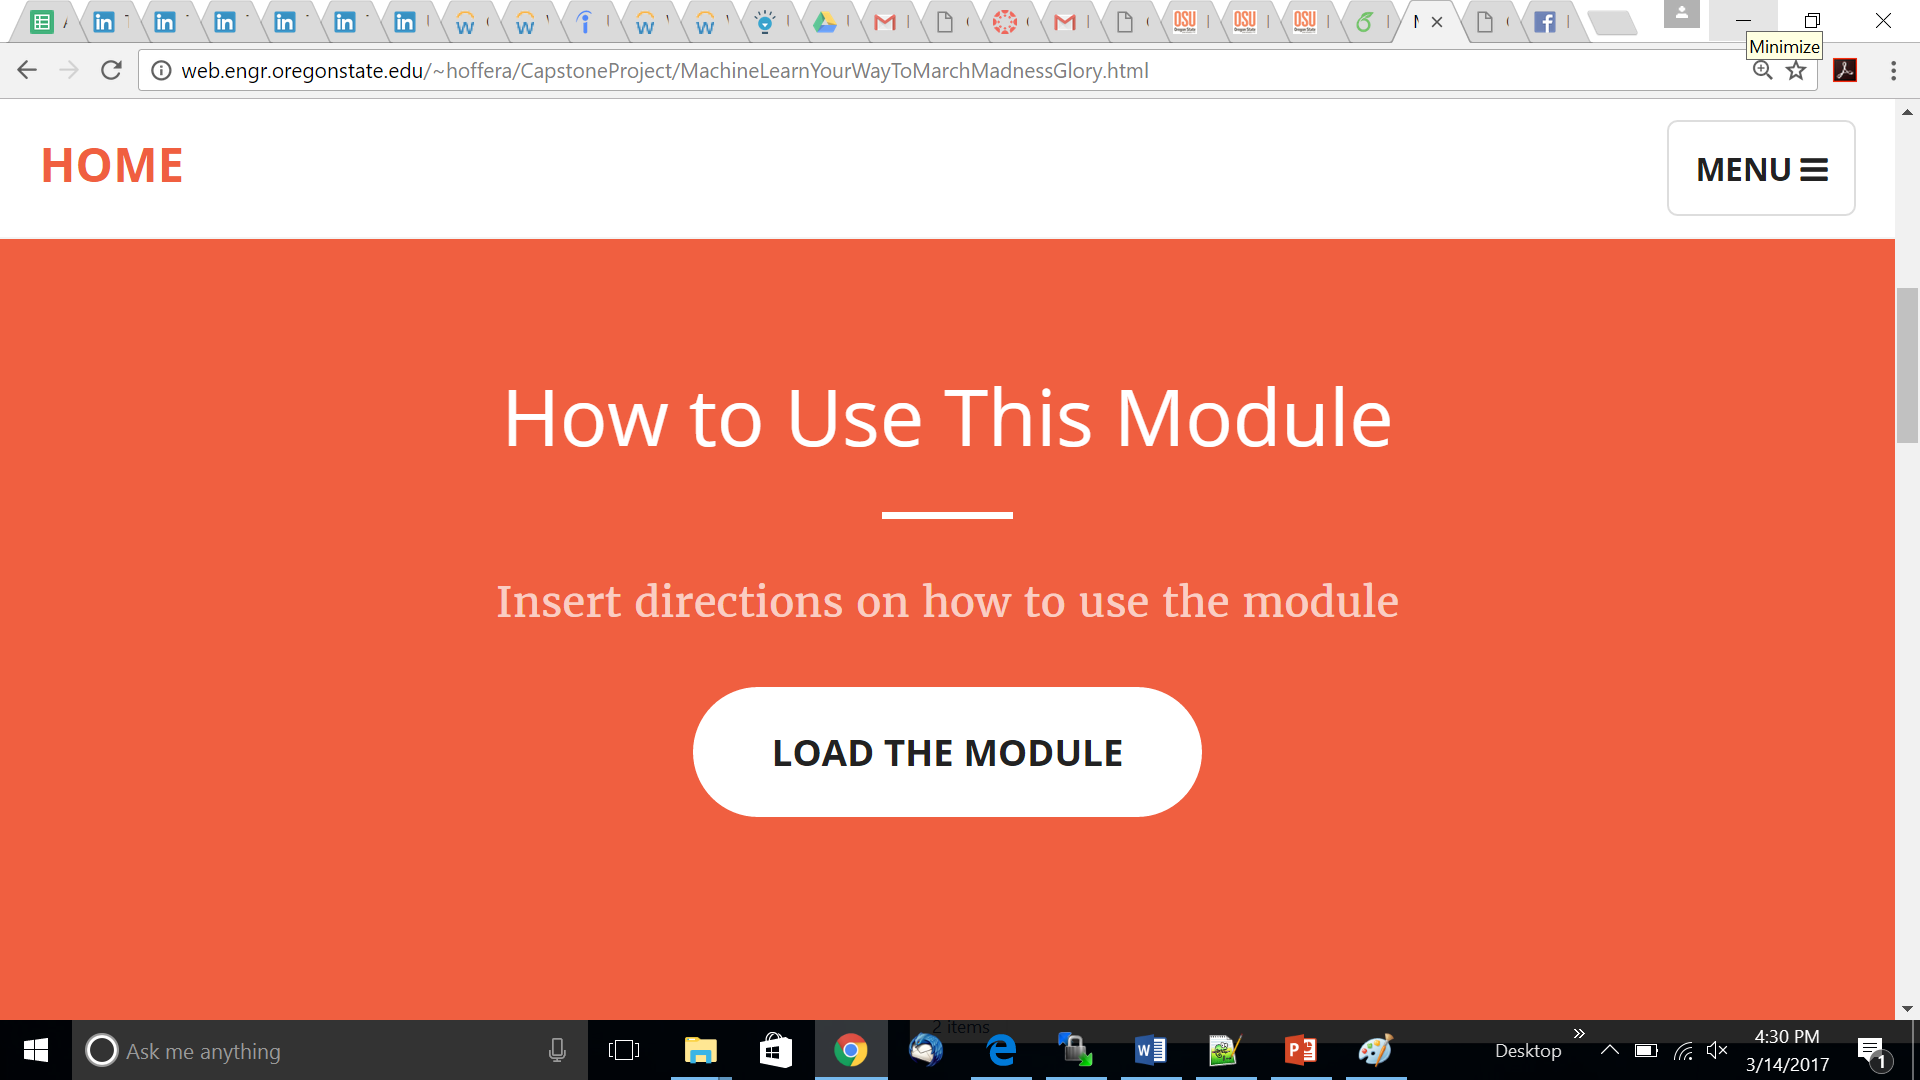 Minimize
web.engr.oregonstate.edu/~hoffera/CapstoneProject/MachineLearnYourWayToMarchMadnessGlory.html
HOME
MENU
How to Use This Module
Insert directions on how to use the module
LOAD THE MODULE
2 items
Ask me anything
Desktop
4:30 PM
3/14/2017
1